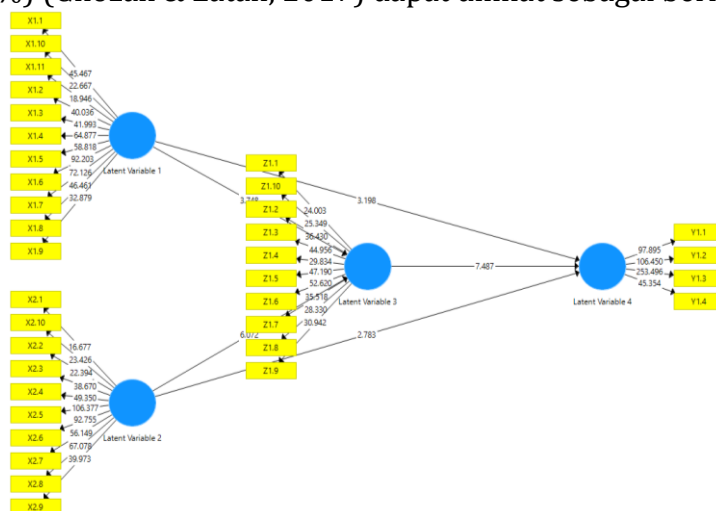 X1.1
X1.10
X1.11
X1.2
X1.3
X1.4
X1.5
X1.6
X1.7
X1.8
X1.9
45.467
22.667
18.946
40.036
41.993
64.877
58.818
92.203
72.126
46.461
32.879
Latent Variable 1
3.198
Z1.1
Z1.10
Z1.2
Z1.3
Z1.4
Z1.5
Z1.6
Z1.7
Z1.8
Z1.9
24.003
25.349
36.430
44.956
29.834
47.190
52.620
35.518
28.330
30.942
Latent Variable 3
7.487
Y1.1
Y1.2
Y1.3
Y1.4
97.895
106.450
253.496
45.354
Latent Variable 4
X2.1
X2.10
X2.2
X2.3
X2.4
X2.5
X2.6
X2.7
X2.8
X2.9
16.677
23.426
22.394
38.670
49.350
106.377
92.755
56.149
67.078
39.973
Latent Variable 2
6.072
2.783